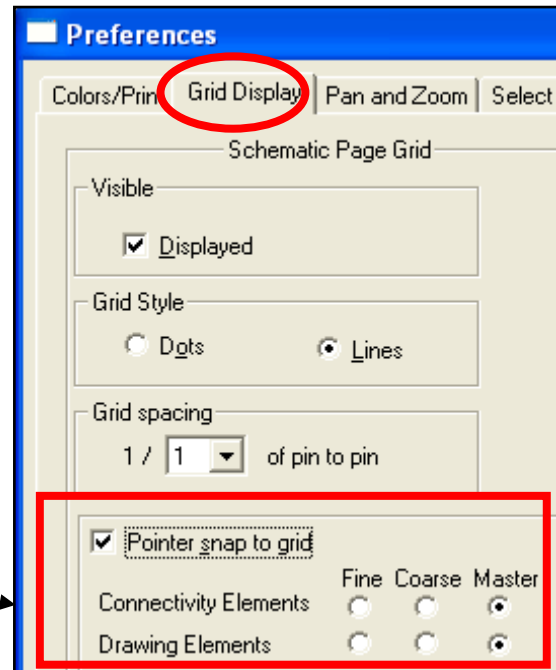 Preferences
Colors/Prin Grid Display Pan and Zoom Select
Schematic Page Grid
Visible
Displayed
Grid Style
Dots Lines
Grid spacing
1 / 1 of pin to pin
Pointer snap to grid
Fine Coarse Master
Connectivity Elements
Drawing Elements